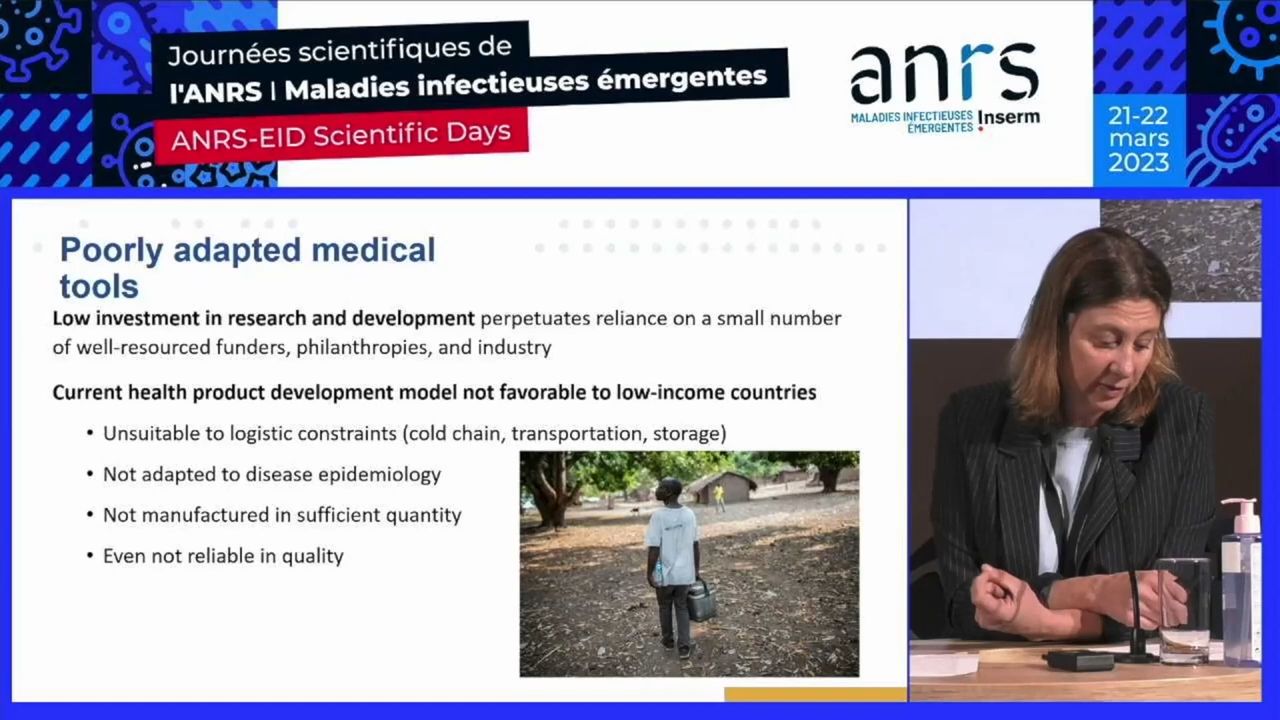 Journées scientifiques de
l'ANRS | Maladies infectieuses émergentes
ANRS-EID Scientific Days
anrs
MALADIES INFECTIEUSES
ÉMERGENTES
Inserm
21-22
mars
2023
Poorly adapted medical
tools
Low investment in research and development perpetuates reliance on a small number
of well-resourced funders, philanthropies, and industry
Current health product development model not favorable to low-income countries
• Unsuitable to logistic constraints (cold chain, transportation, storage)
• Not adapted to disease epidemiology
• Not manufactured in sufficient quantity
• Even not reliable in quality